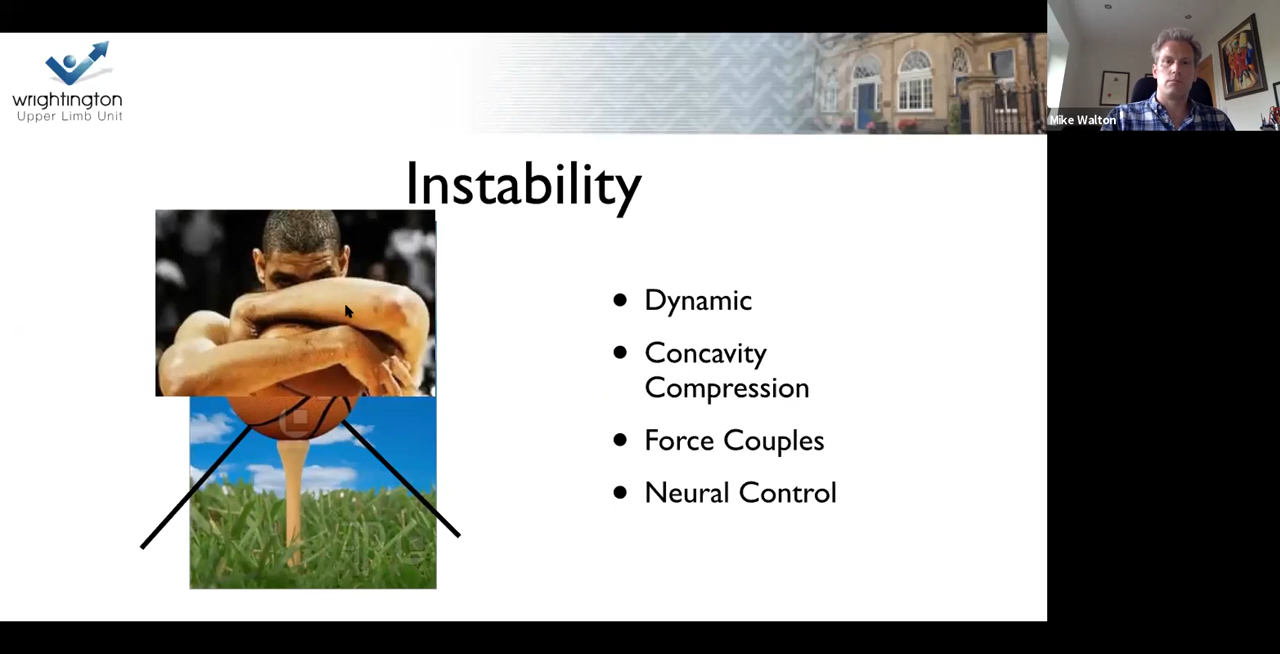 wrightington
Upper Limb Unit
Mike Walton
Instability
Dynamic
Concavity
Compression
Force Couples
Neural Control